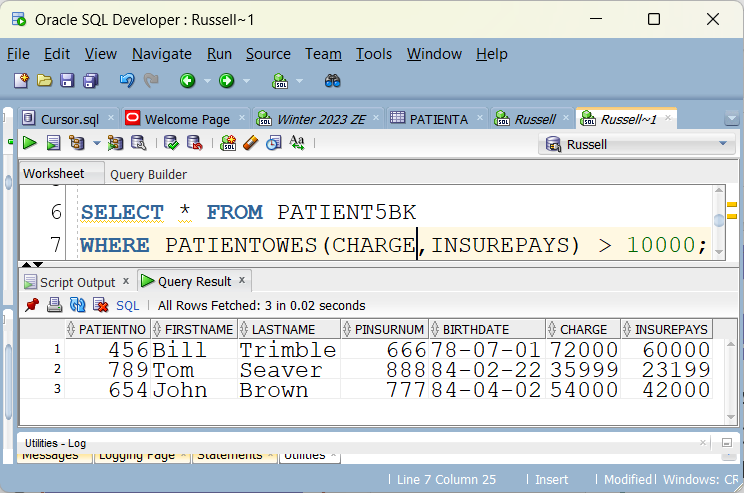 Oracle SQL Developer : Russell~1
File Edit View Navigate Run Source Team Tools Window Help
Cursor.sql Welcome Page Winter 2023 ZE PATIENTA Russell Russell~1
Russell
Worksheet Query Builder
6 SELECT * FROM PATIENT5BK
7 WHERE PATIENTOWES(CHARGE,INSUREPAYS) > 10000;
Script Output x Query Result x
SQL | All Rows Fetched: 3 in 0.02 seconds
PATIENTNO FIRSTNAME LASTNAME PINSURNUM BIRTHDATE CHARGE INSUREPAYS
1 456 Bill Trimble 666 78-07-01 72000 60000
2 789 Tom Seaver 888 84-02-22 35999 23199
3 654 John Brown 777 84-04-02 54000 42000
Utilities - Log
Messages Logging Page Statements Utilities
Line 7 Column 25 Insert Modified Windows: CR